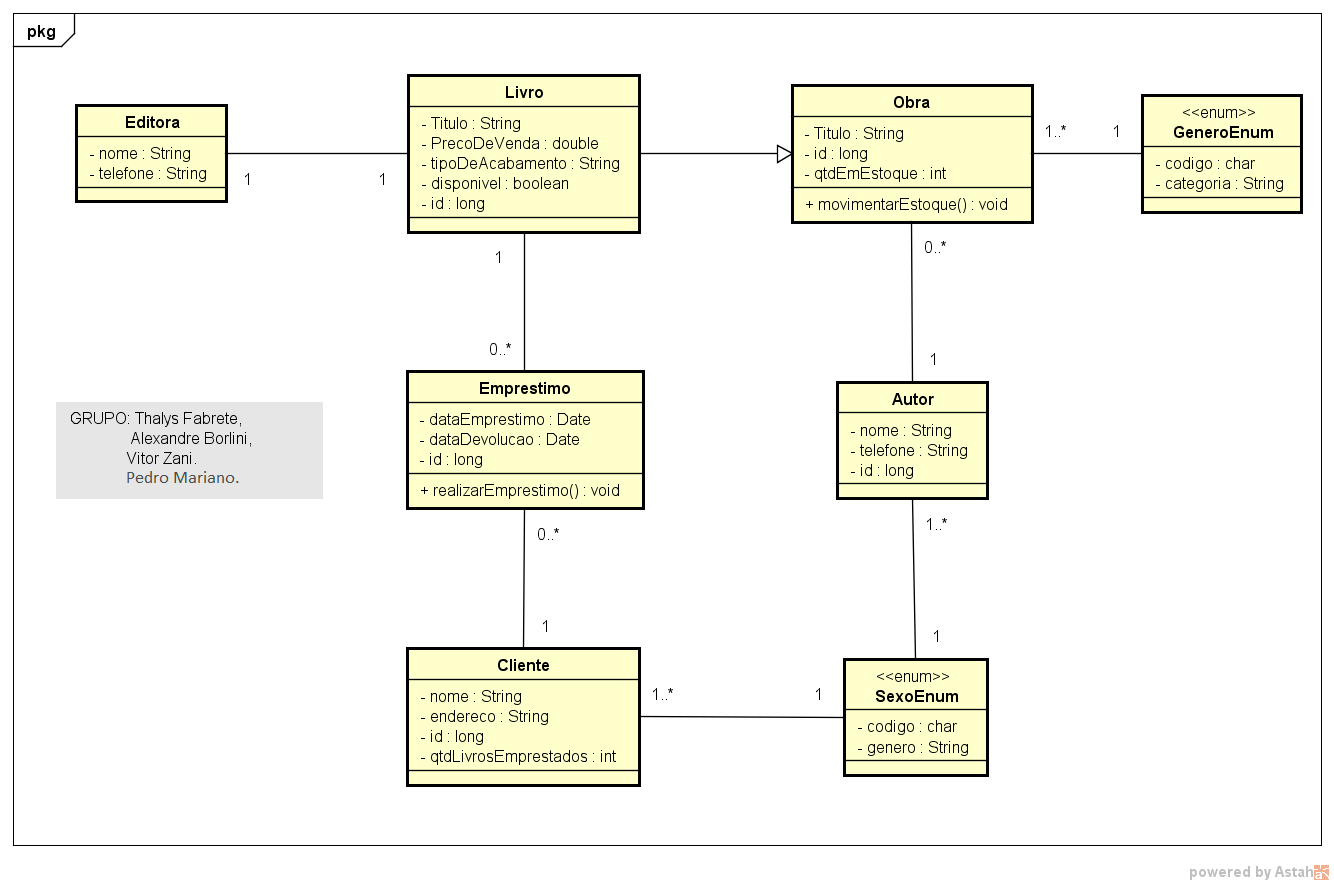 pkg
Editora
- nome : String
- telefone : String
1
1
Livro
- Titulo : String
- PrecoDeVenda : double
- tipoDeAcabamento : String
- disponivel : boolean
- id : long
Obra
- Titulo : String
- id : long
- qtdEmEstoque : int
+ movimentarEstoque() : void
1..*
1
<<enum>>
GeneroEnum
- codigo : char
- categoria : String
1
0..*
0..*
1
Emprestimo
- dataEmprestimo : Date
- dataDevolucao : Date
- id : long
+ realizarEmprestimo() : void
Autor
- nome : String
- telefone : String
- id : long
GRUPO: Thalys Fabrete,
Alexandre Borlini,
Vitor Zani.
Pedro Mariano.
0..*
1
1..*
1
Cliente
- nome : String
- endereco : String
- id : long
- qtdLivrosEmprestados : int
1..*
1
<<enum>>
SexoEnum
- codigo : char
- genero : String
powered by Astah